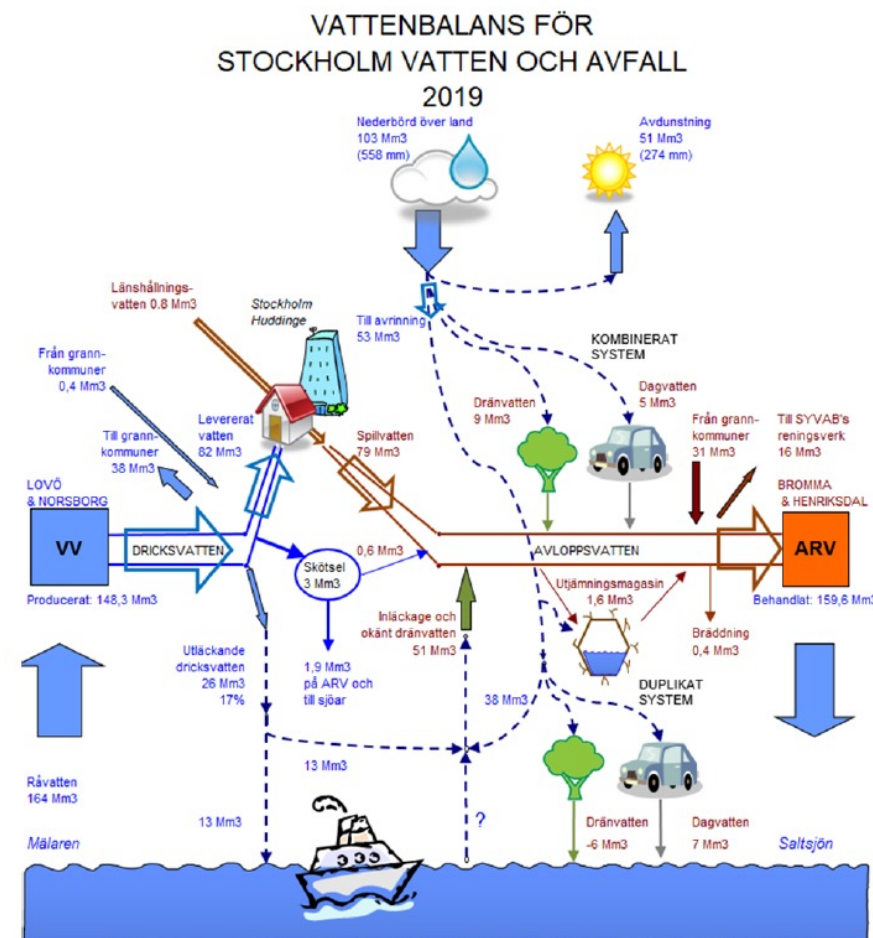 VATTENBALANS FÖR
STOCKHOLM VATTEN OCH AVFALL
2019
Nederbörd över land
103 Mm3
(558 mm)
Avdunstning
51 Mm3
(274 mm)
Länshållnings-
vatten 0.8 Mm3
Stockholm
Huddinge
Till avrinning
53 Mm3
KOMBINERAT
SYSTEM
Från grann-
kommuner
0,4 Mm3
Till grann-
kommuner
38 Mm3
Levererat
vatten
82 Mm3
Spillvatten
79 Mm3
Dränvatten
9 Mm3
Dagvatten
5 Mm3
Från grann-
kommuner
31 Mm3
Till SYVAB's
reningsverk
16 Mm3
LOVÖ
& NORSBORG
VV
DRICKSVATTEN
Producerat: 148,3 Mm3
Skötsel
3 Mm3
0,6 Mm3
AVLOPPSVATTEN
BROMMA
& HENRIKSDAL
ARV
Behandlat: 159,6 Mm3
Utjämningsmagasin
1,6 Mm3
Bräddning
0,4 Mm3
Inläckage och
okänt dränvatten
51 Mm3
Utläckande
dricksvatten
26 Mm3
17%
1,9 Mm3
på ARV och
till sjöar
38 Mm3
DUPLIKAT
SYSTEM
13 Mm3
Råvatten
164 Mm3
13 Mm3
?
Dränvatten
-6 Mm3
Dagvatten
7 Mm3
Mälaren
Saltsjön